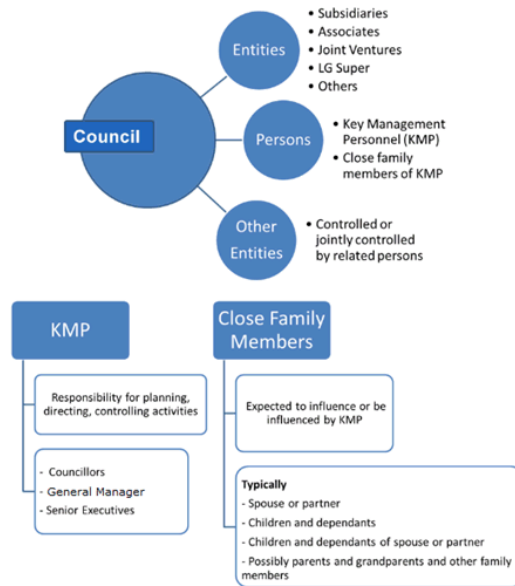 Entities
• Subsidiaries
• Associates
• Joint Ventures
• LG Super
• Others
Council
Persons
• Key Management
Personnel (KMP)
• Close family
members of KMP
Other
Entities
• Controlled or
jointly controlled
by related persons
KMP
Responsibility for planning,
directing, controlling activities
- Councillors
- General Manager
- Senior Executives
Close Family
Members
Expected to influence or be
influenced by KMP
Typically
- Spouse or partner
- Children and dependants
- Children and dependants of spouse or partner
- Possibly parents and grandparents and other family
members